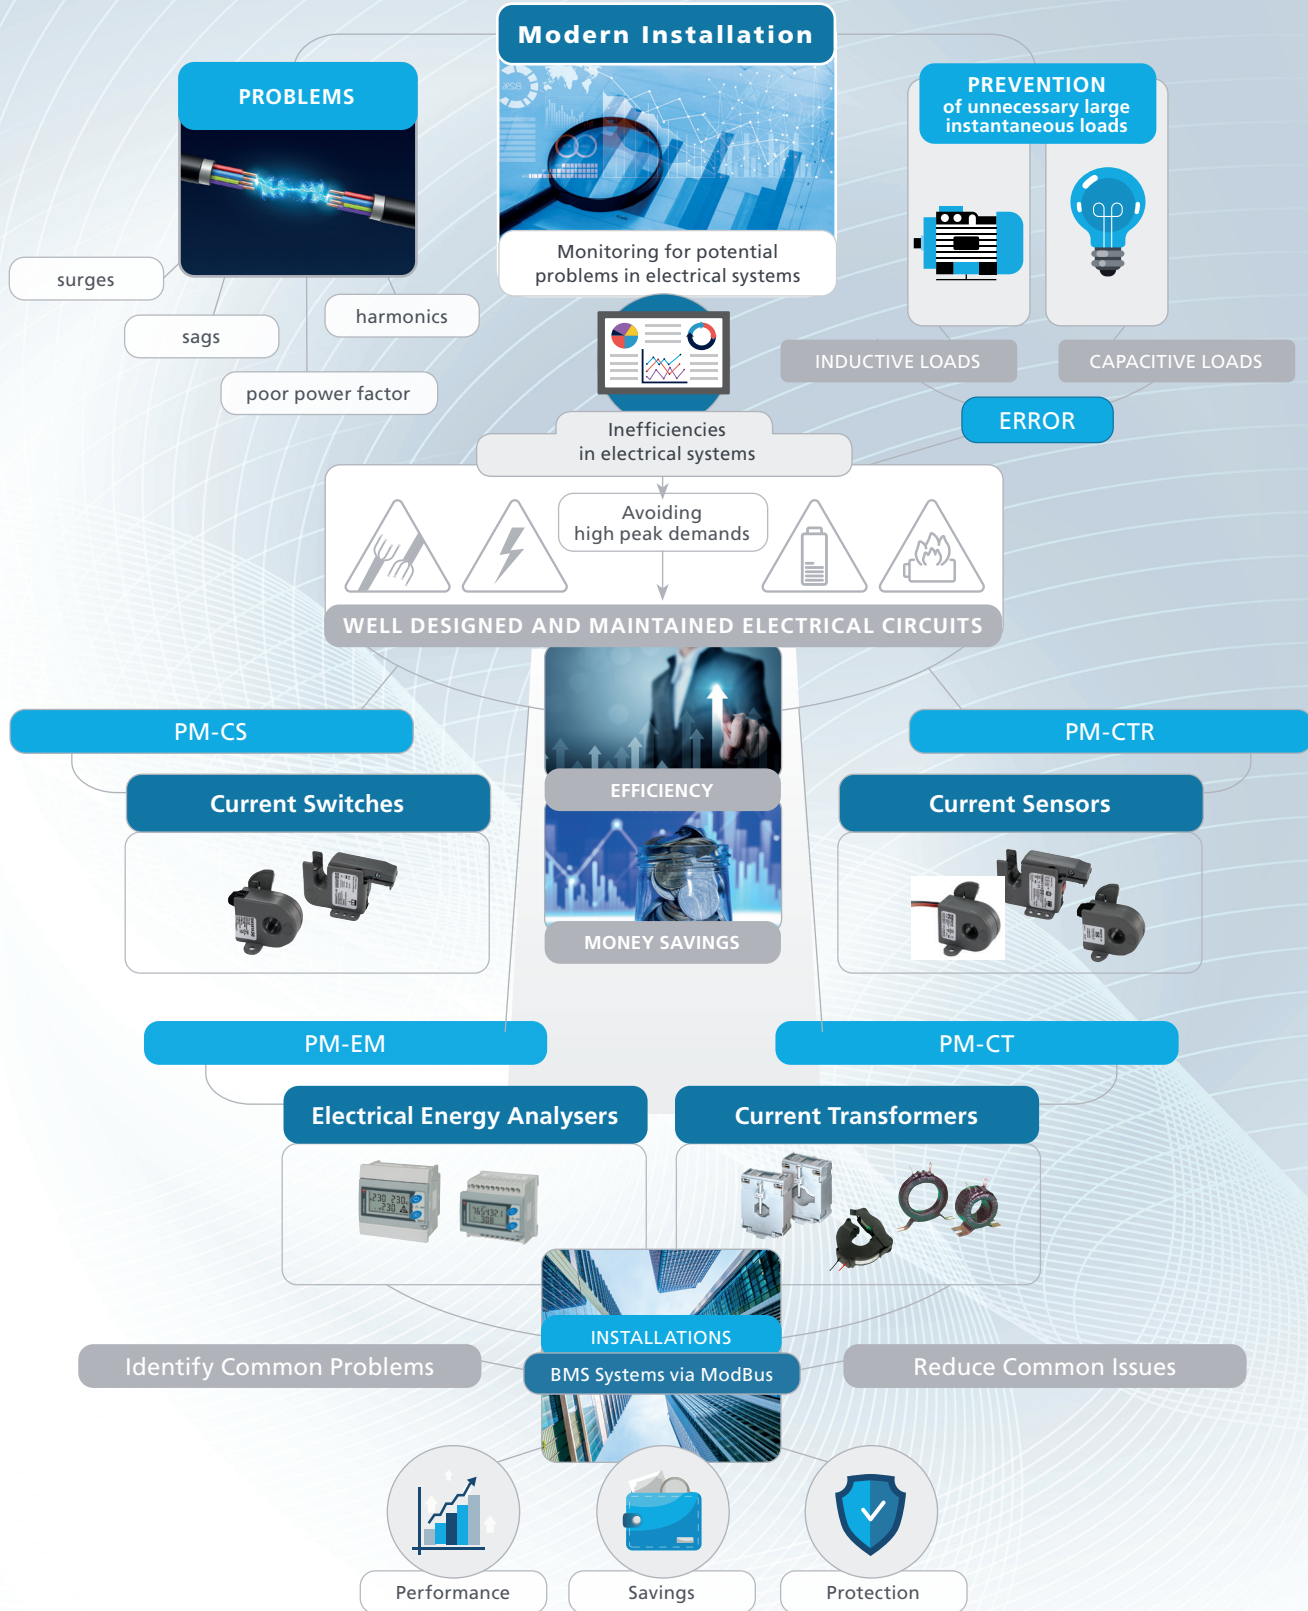 Modern Installation
PROBLEMS
PREVENTION
of unnecessary large
instantaneous loads
Monitoring for potential
problems in electrical systems
surges
sags
harmonics
poor power factor
INDUCTIVE LOADS
CAPACITIVE LOADS
ERROR
Inefficiencies
in electrical systems
Avoiding
high peak demands
WELL DESIGNED AND MAINTAINED ELECTRICAL CIRCUITS
PM-CS
PM-CTR
Current Switches
EFFICIENCY
Current Sensors
MONEY SAVINGS
PM-EM
PM-CT
Electrical Energy Analysers
Current Transformers
INSTALLATIONS
Identify Common Problems
BMS Systems via ModBus
Reduce Common Issues
Performance
Savings
Protection